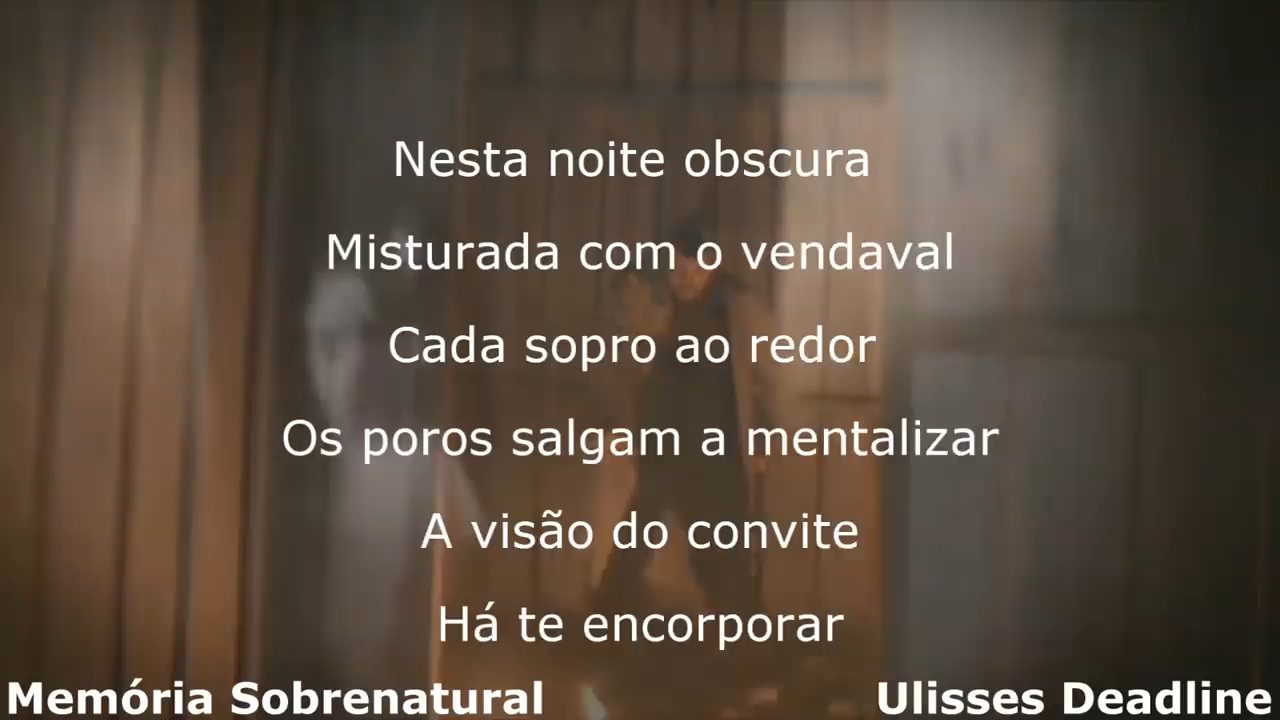 Nesta noite obscura
Misturada com o vendaval
Cada sopro ao redor
Os poros salgam a mentalizar
A visão do convite
Há te encorporar
Memória Sobrenatural
Ulisses Deadline